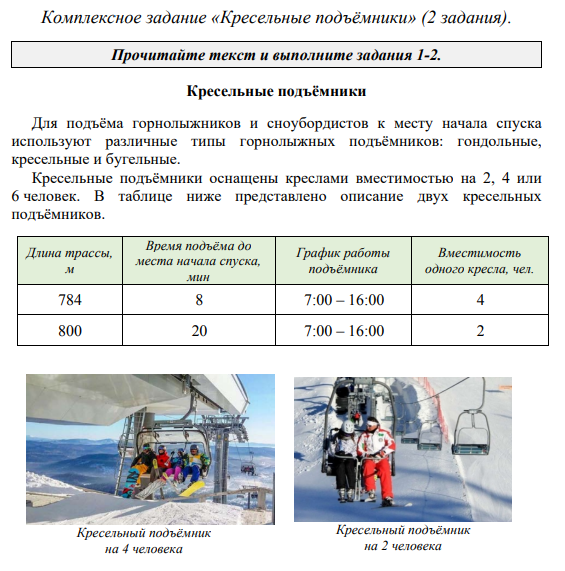 Комплексное задание «Кресельные подъёмники» (2 задания).
Прочитайте текст и выполните задания 1-2.
Кресельные подъёмники
Для подъёма горнолыжников и сноубордистов к месту начала спуска
используют различные типы горнолыжных подъёмников: гондольные,
кресельные и бугельные.
Кресельные подъёмники оснащены креслами вместимостью на 2, 4 или
6 человек. В таблице ниже представлено описание двух кресельных
подъёмников.
Длина трассы, м
Время подъёма до места начала спуска, мин
График работы подъёмника
Вместимость одного кресла, чел.
784 8 7:00 – 16:00 4
800 20 7:00 – 16:00 2
Кресельный подъёмник
на 4 человека
Кресельный подъёмник
на 2 человека